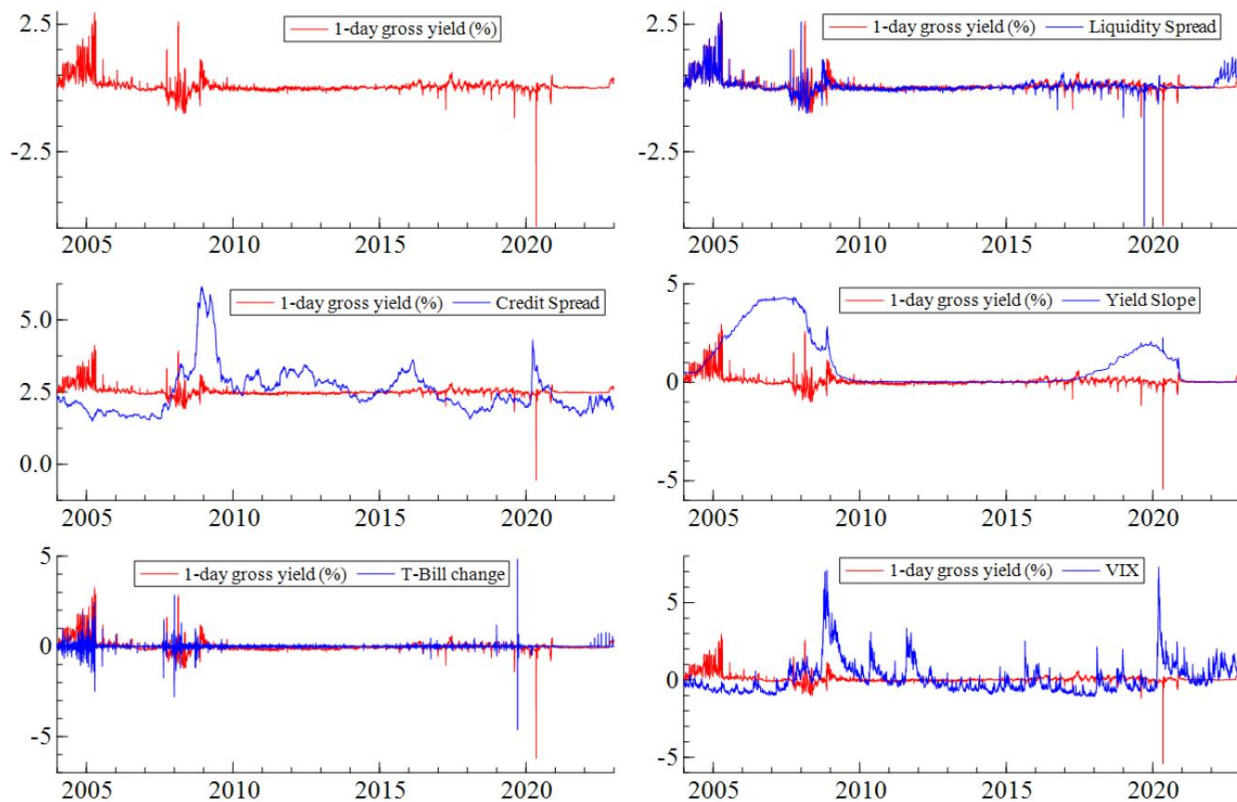 1-day gross yield (%)
2.5
-2.5
2005 2010 2015 2020
1-day gross yield (%) Liquidity Spread
2.5
-2.5
2005 2010 2015 2020
1-day gross yield (%) Credit Spread
5.0
2.5
0.0
2005 2010 2015 2020
1-day gross yield (%) Yield Slope
5
0
-5
2005 2010 2015 2020
1-day gross yield (%) T-Bill change
5
0
-5
2005 2010 2015 2020
1-day gross yield (%) VIX
5
0
-5
2005 2010 2015 2020